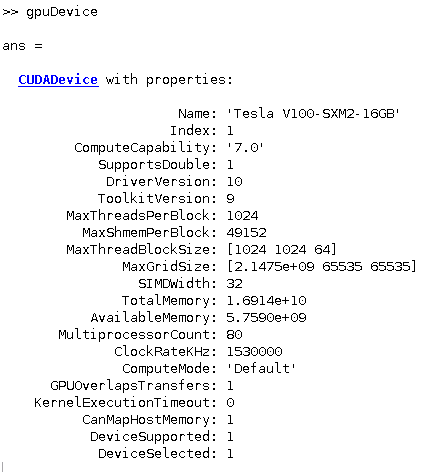 >> gpuDevice
ans =
CUDADevice with properties:
Name: 'Tesla V100-SXM2-16GB'
Index: 1
ComputeCapability: '7.0'
SupportsDouble: 1
DriverVersion: 10
ToolkitVersion: 9
MaxThreadsPerBlock: 1024
MaxShmemPerBlock: 49152
MaxThreadBlockSize: [1024 1024 64]
MaxGridSize: [2.1475e+09 65535 65535]
SIMDWidth: 32
TotalMemory: 1.6914e+10
AvailableMemory: 5.7590e+09
MultiprocessorCount: 80
ClockRateKHz: 1530000
ComputeMode: 'Default'
GPUOverlapsTransfers: 1
KernelExecutionTimeout: 0
CanMapHostMemory: 1
DeviceSupported: 1
DeviceSelected: 1